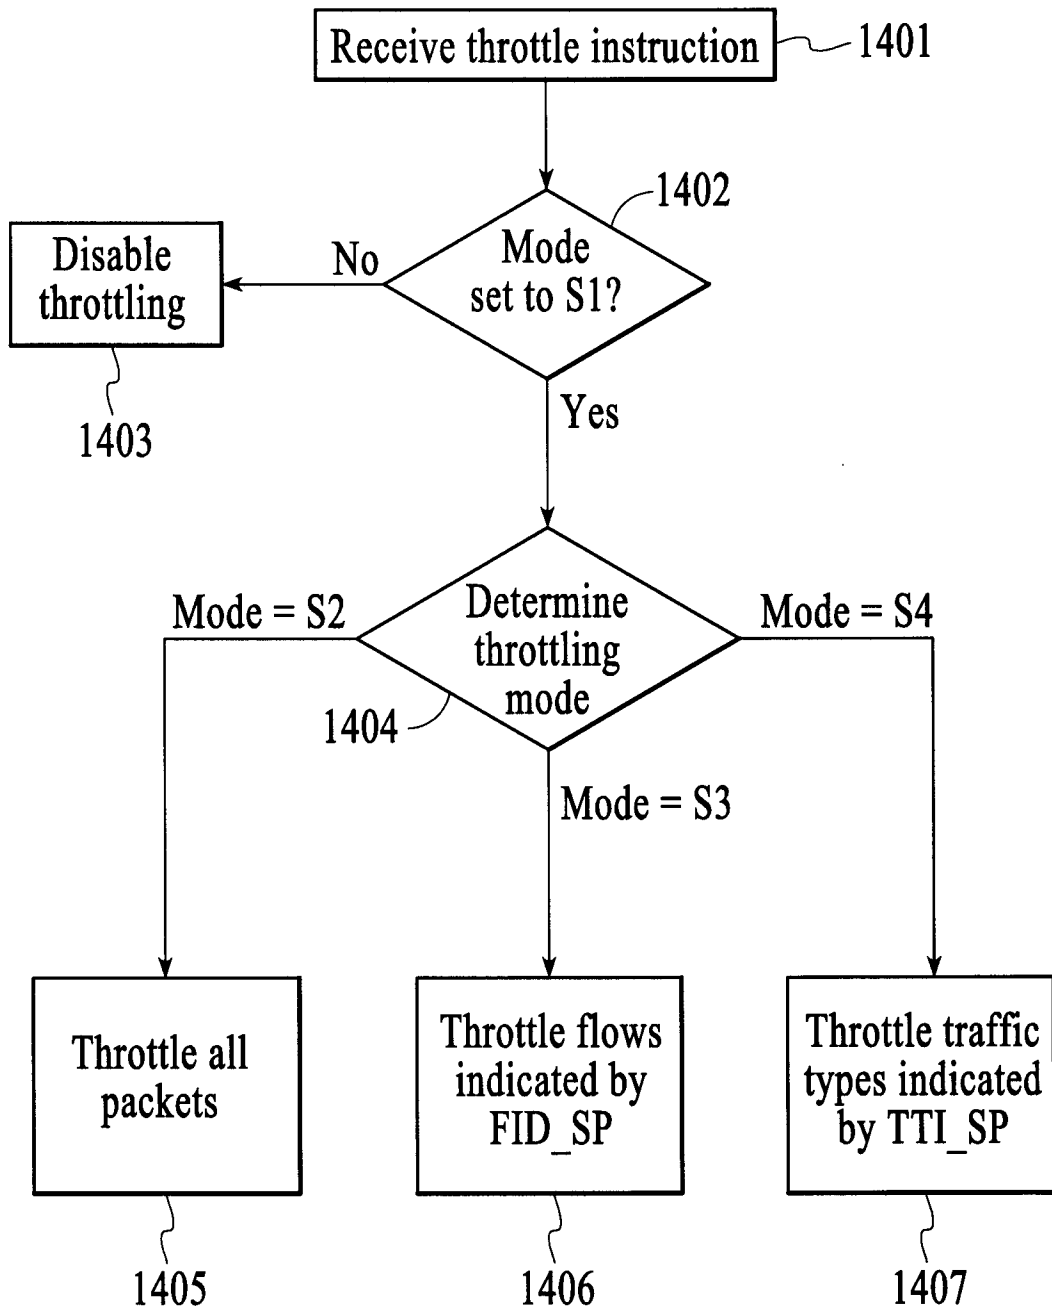 Receive throttle instruction
1401
1402
Mode
set to S1?
No
Disable
throttling
1403
Yes
Mode = S2
Determine
throttling
mode
Mode = S4
1404
Mode = S3
Throttle all
packets
Throttle flows
indicated by
FID_SP
Throttle traffic
types indicated
by TTI_SP
1405
1406
1407